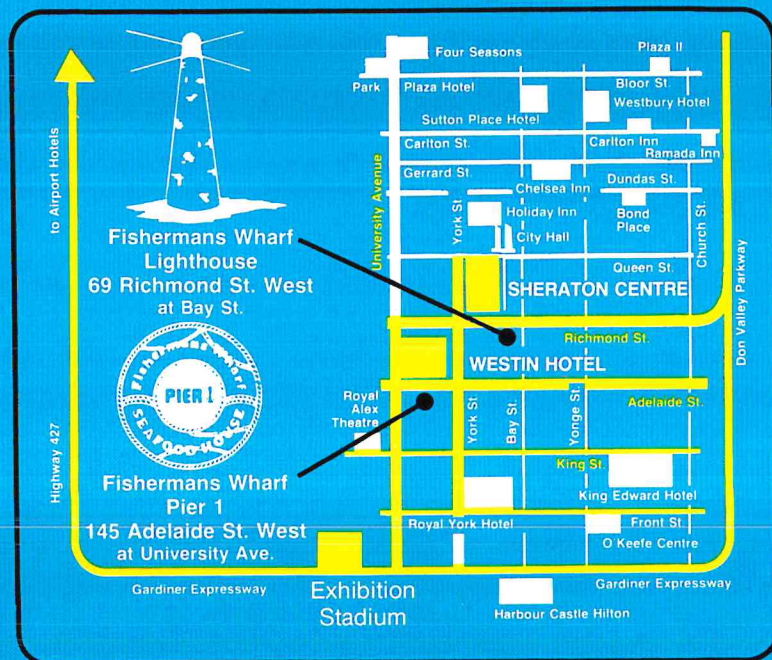 Four Seasons
Plaza II
Park
Plaza Hotel
Bloor St.
Westbury Hotel
Sutton Place Hotel
Carlton St.
Carlton Inn
Ramada Inn
Gerrard St.
Dundas St.
Chelsea Inn
to Airport Hotels
University Avenue
York St.
Holiday Inn
Bond
Place
Church St.
City Hall
Fishermans Wharf
Lighthouse
69 Richmond St. West
at Bay St.
Queen St.
SHERATON CENTRE
Don Valley Parkway
Richmond St.
WESTIN HOTEL
Fishermans Wharf
PIER 1
SEAFOOD HOUSE
Royal
Alex
Theatre
Adelaide St.
York St.
Bay St.
Yonge St.
King St.
Highway 427
Fishermans Wharf
Pier 1
145 Adelaide St. West
at University Ave.
King Edward Hotel
Royal York Hotel
Front St.
O'Keefe Centre
Gardiner Expressway
Exhibition
Stadium
Gardiner Expressway
Harbour Castle Hilton